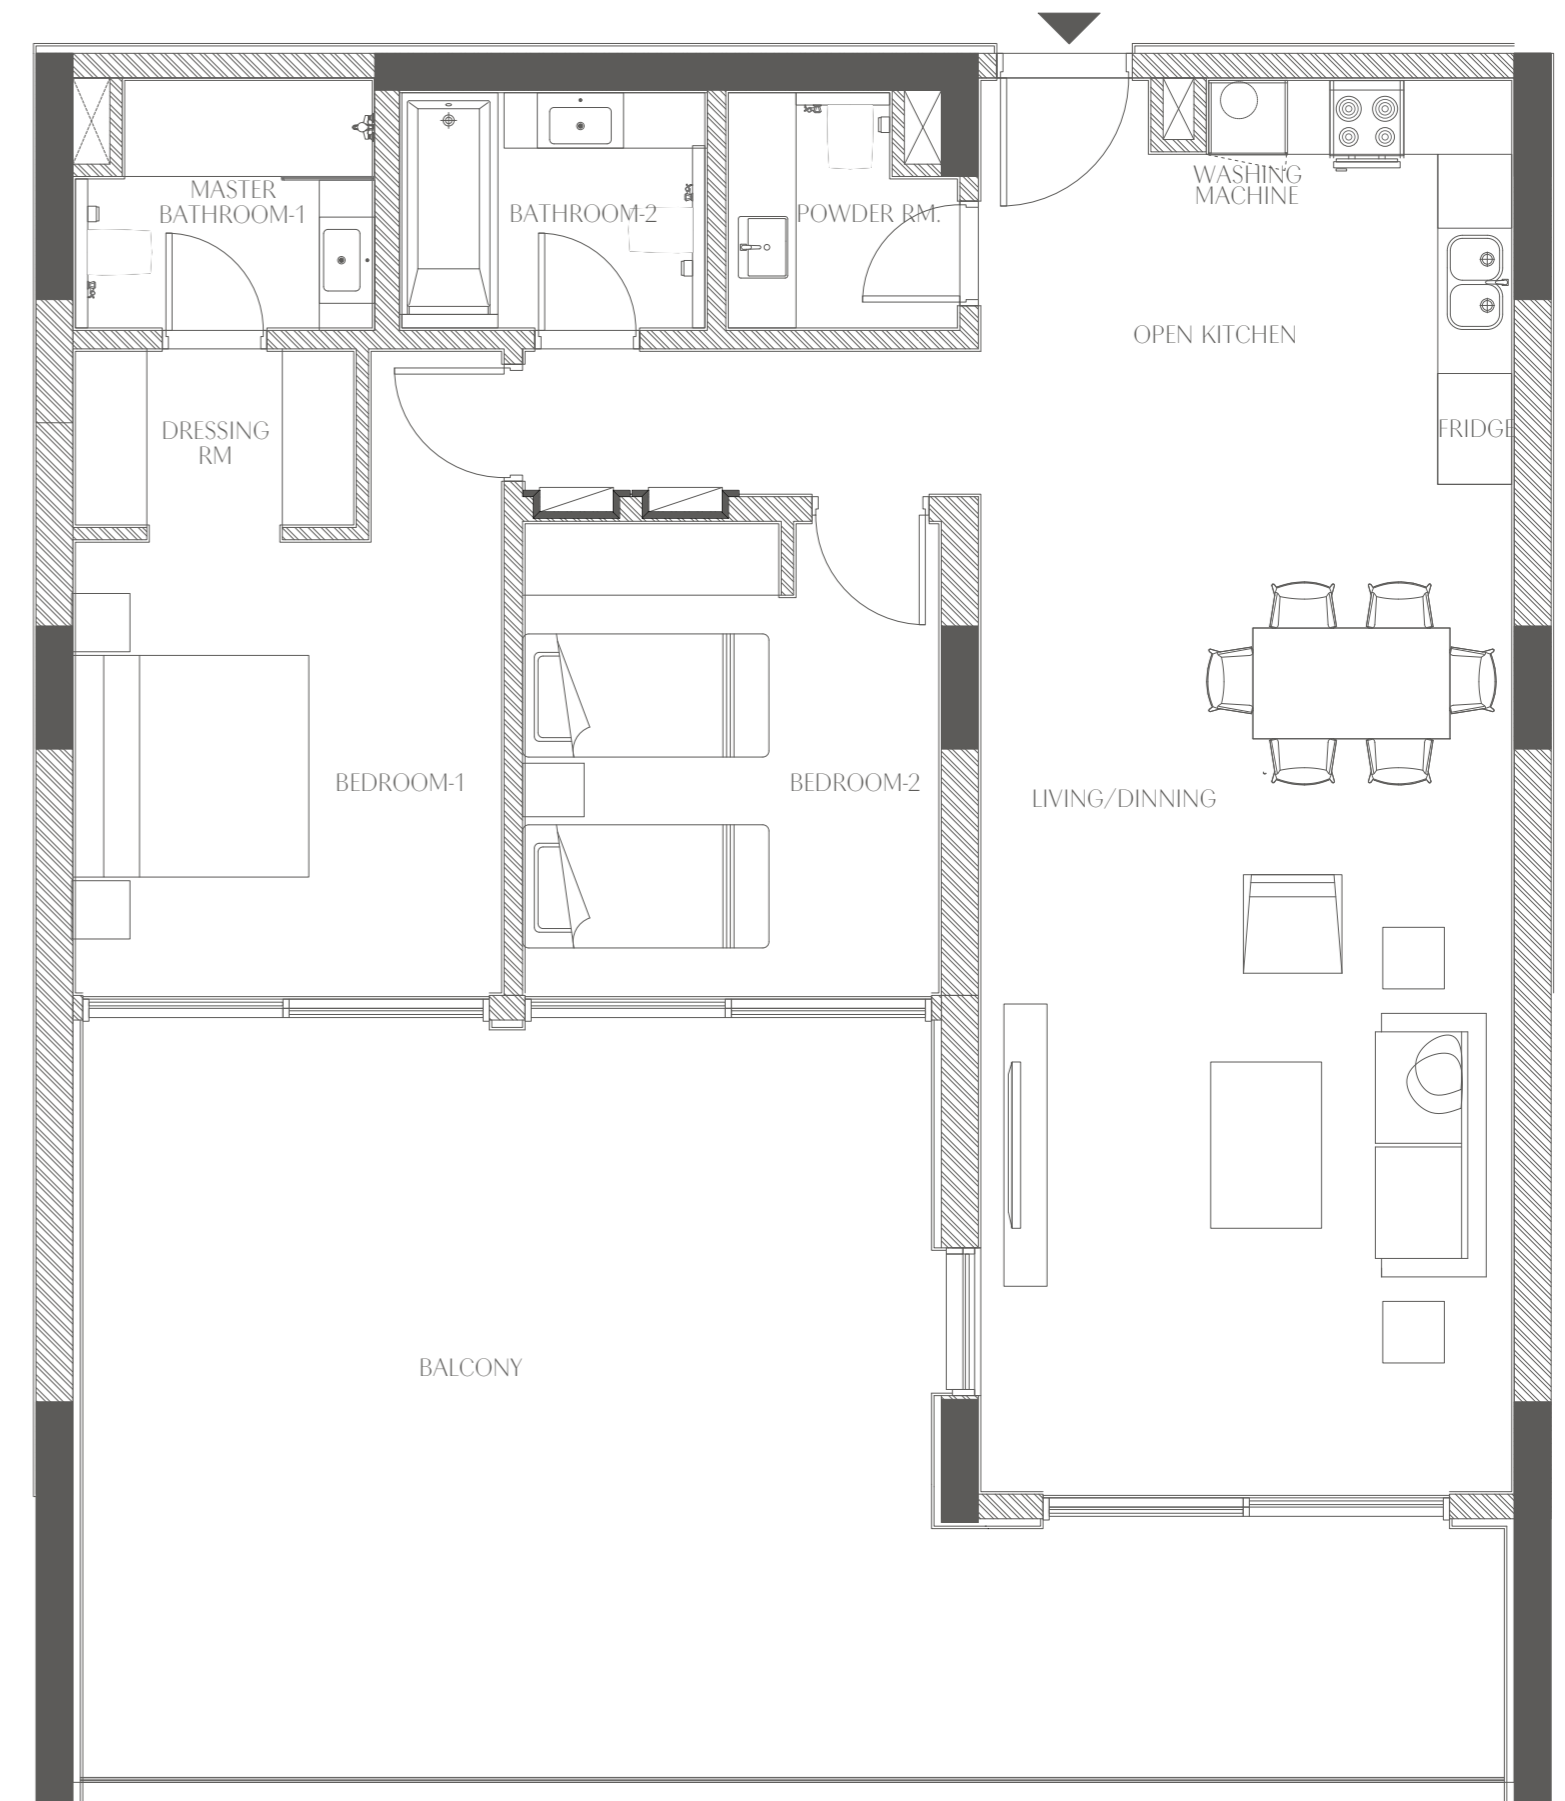 MASTER
BATHROOM-1
BATHROOM-2
POWDER RM.
WASHING
MACHINE
OPEN KITCHEN
DRESSING
RM
FRIDGE
BEDROOM-1
BEDROOM-2
LIVING/DINNING
BALCONY